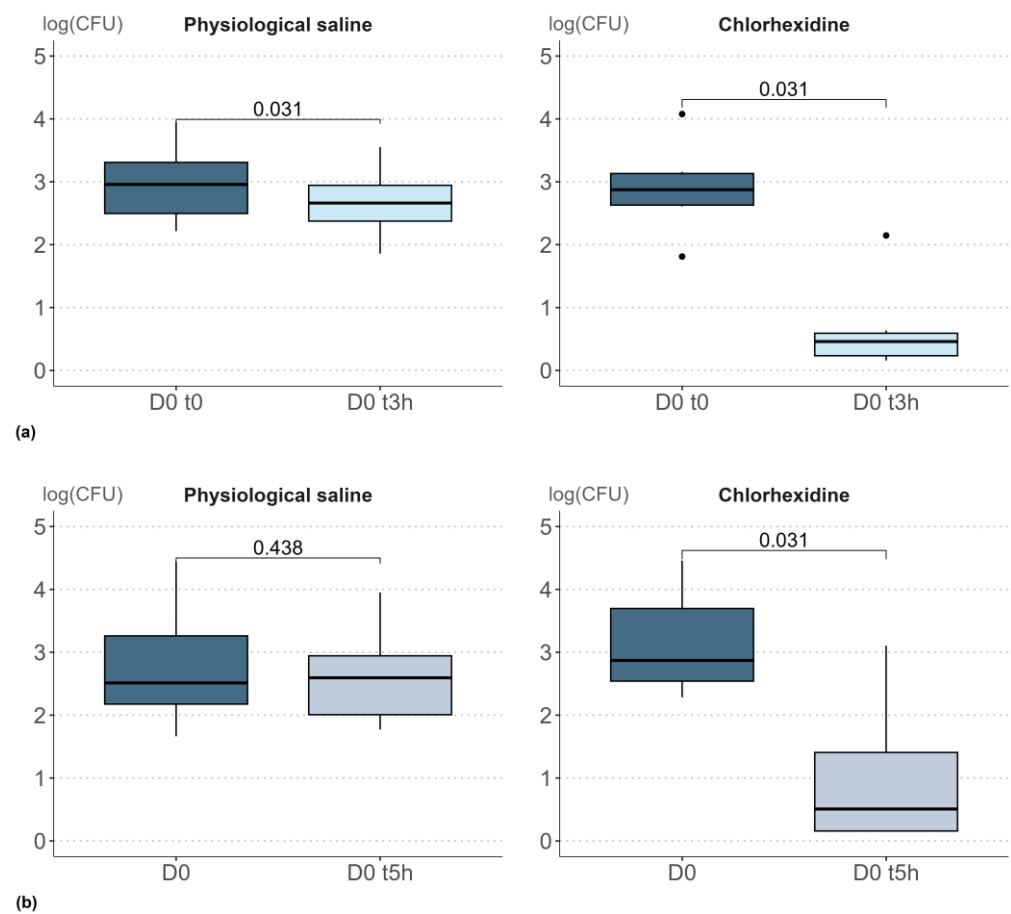 log(CFU) Physiological saline
5
4
3
2
1
0
0.031
D0 t0 D0 t3h
log(CFU) Chlorhexidine
5
4
3
2
1
0
0.031
D0 t0 D0 t3h
(a)
log(CFU) Physiological saline
5
4
3
2
1
0
0.438
D0 D0 t5h
log(CFU) Chlorhexidine
5
4
3
2
1
0
0.031
D0 D0 t5h
(b)